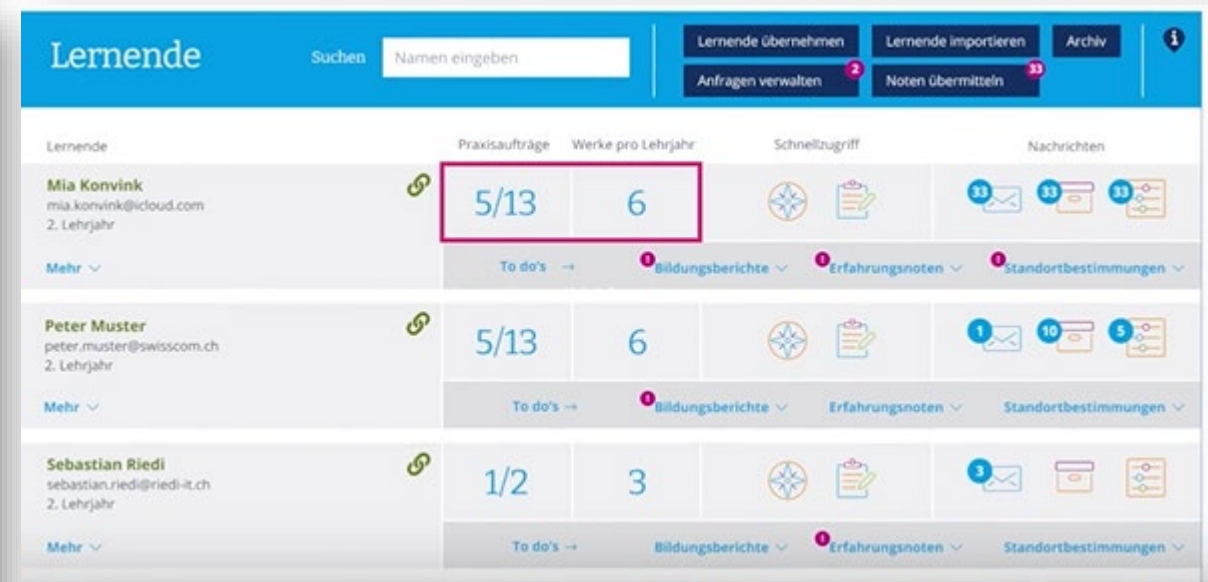 Lernende
Suchen
Namen eingeben
Lernende übernehmen
Lernende importieren
Archiv
i
Anfragen verwalten
2
Noten übermitteln
33
Lernende
Praxisaufträge
Werke pro Lehrjahr
Schnellzugriff
Nachrichten
Mia Konvink
mia.konvink@icloud.com
2. Lehrjahr
5/13
6
33
33
33
Mehr
To do's →
! Bildungsberichte
! Erfahrungsnoten
! Standortbestimmungen
Peter Muster
peter.muster@swisscom.ch
2. Lehrjahr
5/13
6
1
10
5
Mehr
To do's →
! Bildungsberichte
Erfahrungsnoten
Standortbestimmungen
Sebastian Riedi
sebastian.riedi@riedi-it.ch
2. Lehrjahr
1/2
3
3
Mehr
To do's →
Bildungsberichte
! Erfahrungsnoten
Standortbestimmungen